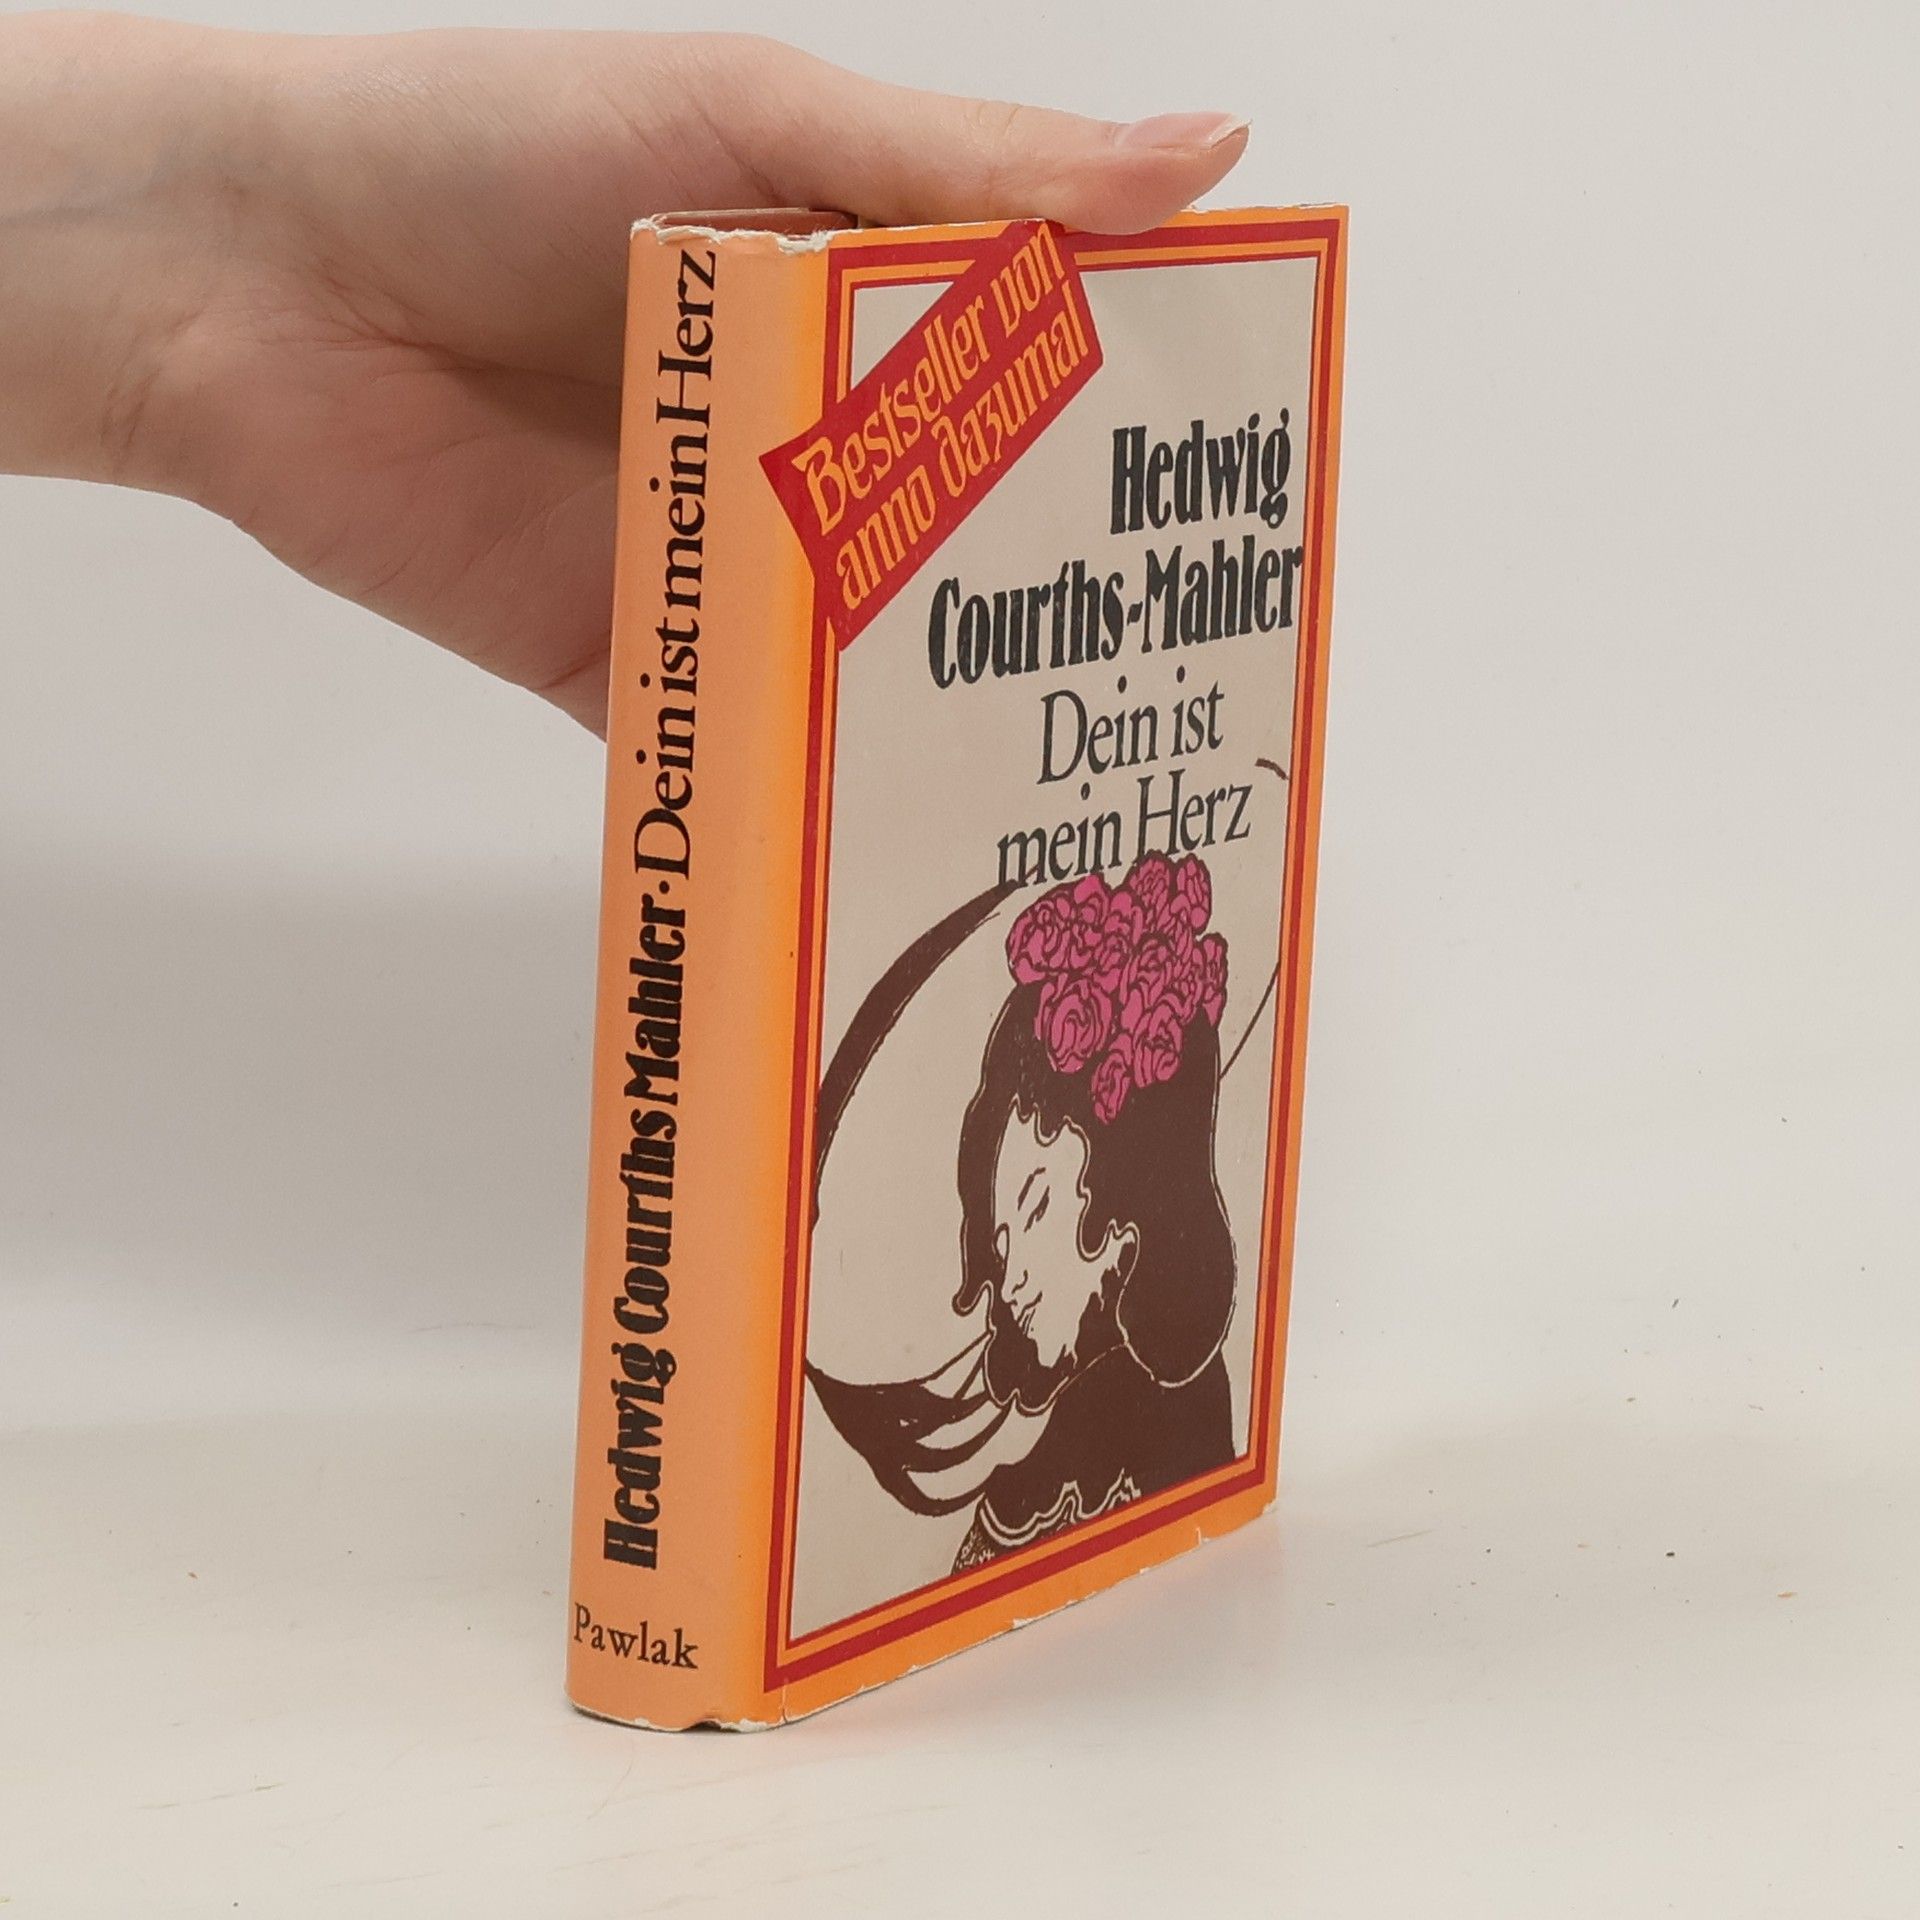 Hedwig Courths Mahler · Dein ist mein Herz
Pawlak
Bestseller von
anno dazumal
Hedwig
Courths-Mahler
Dein ist
mein Herz